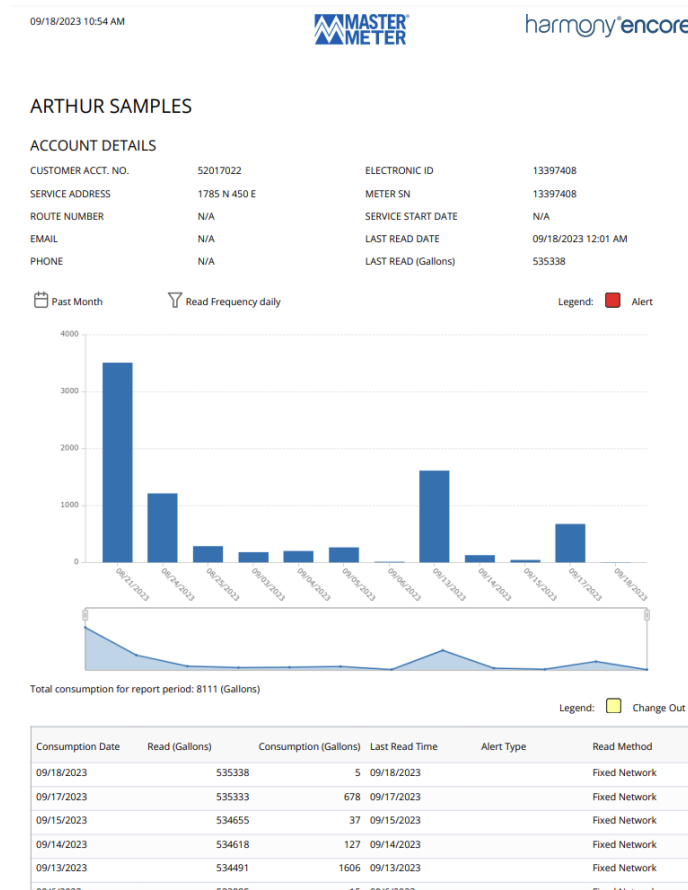 09/18/2023 10:54 AM
MASTER METER
harmony encore
ARTHUR SAMPLES
ACCOUNT DETAILS
CUSTOMER ACCT. NO. 52017022 ELECTRONIC ID 13397408
SERVICE ADDRESS 1785 N 450 E METER SN 13397408
ROUTE NUMBER N/A SERVICE START DATE N/A
EMAIL N/A LAST READ DATE 09/18/2023 12:01 AM
PHONE N/A LAST READ (Gallons) 535338
Past Month Read Frequency daily Legend: Alert
4000
3000
2000
1000
0
08/21/2023 08/24/2023 08/25/2023 09/03/2023 09/04/2023 09/05/2023 09/06/2023 09/13/2023 09/14/2023 09/15/2023 09/17/2023 09/18/2023
Total consumption for report period: 8111 (Gallons)
Legend: Change Out
Consumption Date Read (Gallons) Consumption (Gallons) Last Read Time Alert Type Read Method
09/18/2023 535338 5 09/18/2023 Fixed Network
09/17/2023 535333 678 09/17/2023 Fixed Network
09/15/2023 534655 37 09/15/2023 Fixed Network
09/14/2023 534618 127 09/14/2023 Fixed Network
09/13/2023 534491 1606 09/13/2023 Fixed Network